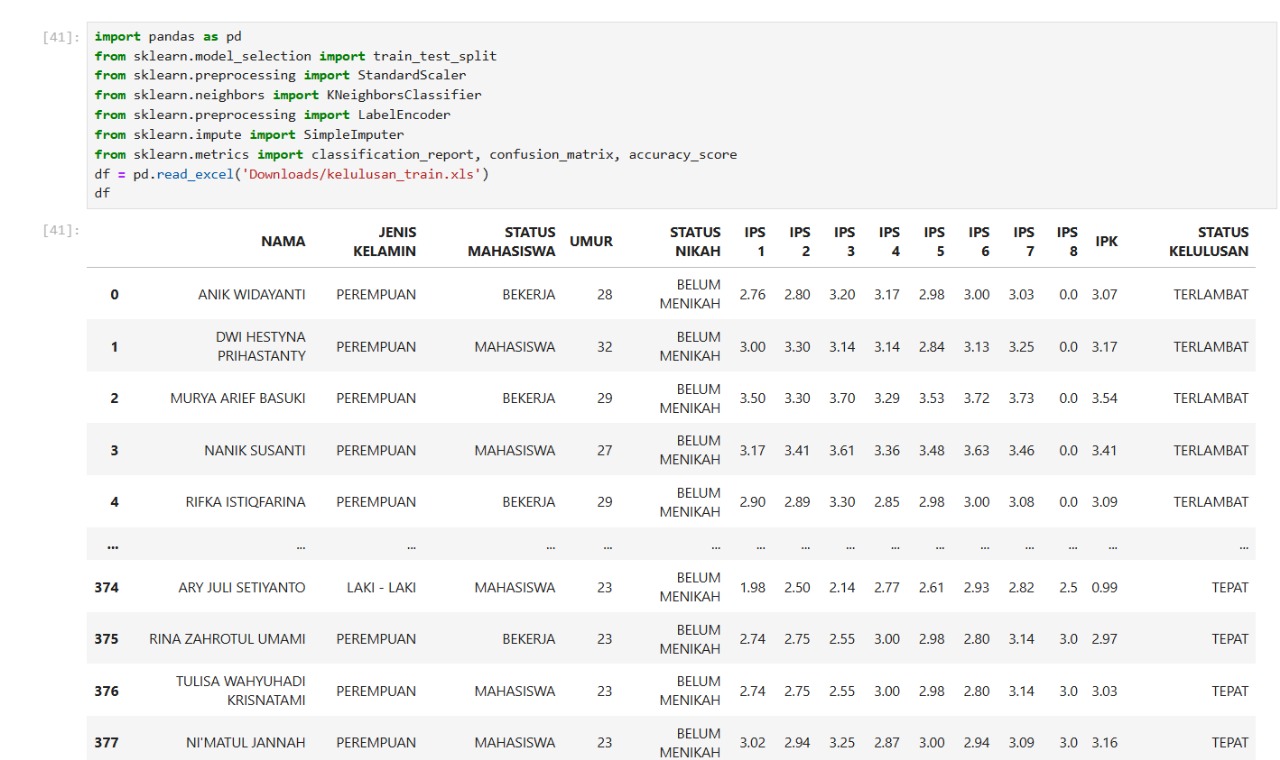 [41]: import pandas as pd
from sklearn.model_selection import train_test_split
from sklearn.preprocessing import StandardScaler
from sklearn.neighbors import KNeighborsClassifier
from sklearn.preprocessing import LabelEncoder
from sklearn.impute import SimpleImputer
from sklearn.metrics import classification_report, confusion_matrix, accuracy_score
df = pd.read_excel('Downloads/kelulusan_train.xls')
df
[41]:
NAMA JENIS KELAMIN STATUS MAHASISWA UMUR STATUS NIKAH IPS 1 IPS 2 IPS 3 IPS 4 IPS 5 IPS 6 IPS 7 IPS 8 IPK STATUS KELULUSAN
0 ANIK WIDAYANTI PEREMPUAN BEKERJA 28 BELUM MENIKAH 2.76 2.80 3.20 3.17 2.98 3.00 3.03 0.0 3.07 TERLAMBAT
1 DWI HESTYNA PRIHASTANTY PEREMPUAN MAHASISWA 32 BELUM MENIKAH 3.00 3.30 3.14 3.14 2.84 3.13 3.25 0.0 3.17 TERLAMBAT
2 MURYA ARIEF BASUKI PEREMPUAN BEKERJA 29 BELUM MENIKAH 3.50 3.30 3.70 3.29 3.53 3.72 3.73 0.0 3.54 TERLAMBAT
3 NANIK SUSANTI PEREMPUAN MAHASISWA 27 BELUM MENIKAH 3.17 3.41 3.61 3.36 3.48 3.63 3.46 0.0 3.41 TERLAMBAT
4 RIFKA ISTIQFARINA PEREMPUAN BEKERJA 29 BELUM MENIKAH 2.90 2.89 3.30 2.85 2.98 3.00 3.08 0.0 3.09 TERLAMBAT
... ... ... ... ... ... ... ... ... ... ... ... ... ... ... ...
374 ARY JULI SETIYANTO LAKI - LAKI MAHASISWA 23 BELUM MENIKAH 1.98 2.50 2.14 2.77 2.61 2.93 2.82 2.5 0.99 TEPAT
375 RINA ZAHROTUL UMAMI PEREMPUAN BEKERJA 23 BELUM MENIKAH 2.74 2.75 2.55 3.00 2.98 2.80 3.14 3.0 2.97 TEPAT
376 TULISA WAHYUHADI KRISNATAMI PEREMPUAN MAHASISWA 23 BELUM MENIKAH 2.74 2.75 2.55 3.00 2.98 2.80 3.14 3.0 3.03 TEPAT
377 NI'MATUL JANNAH PEREMPUAN MAHASISWA 23 BELUM MENIKAH 3.02 2.94 3.25 2.87 3.00 2.94 3.09 3.0 3.16 TEPAT